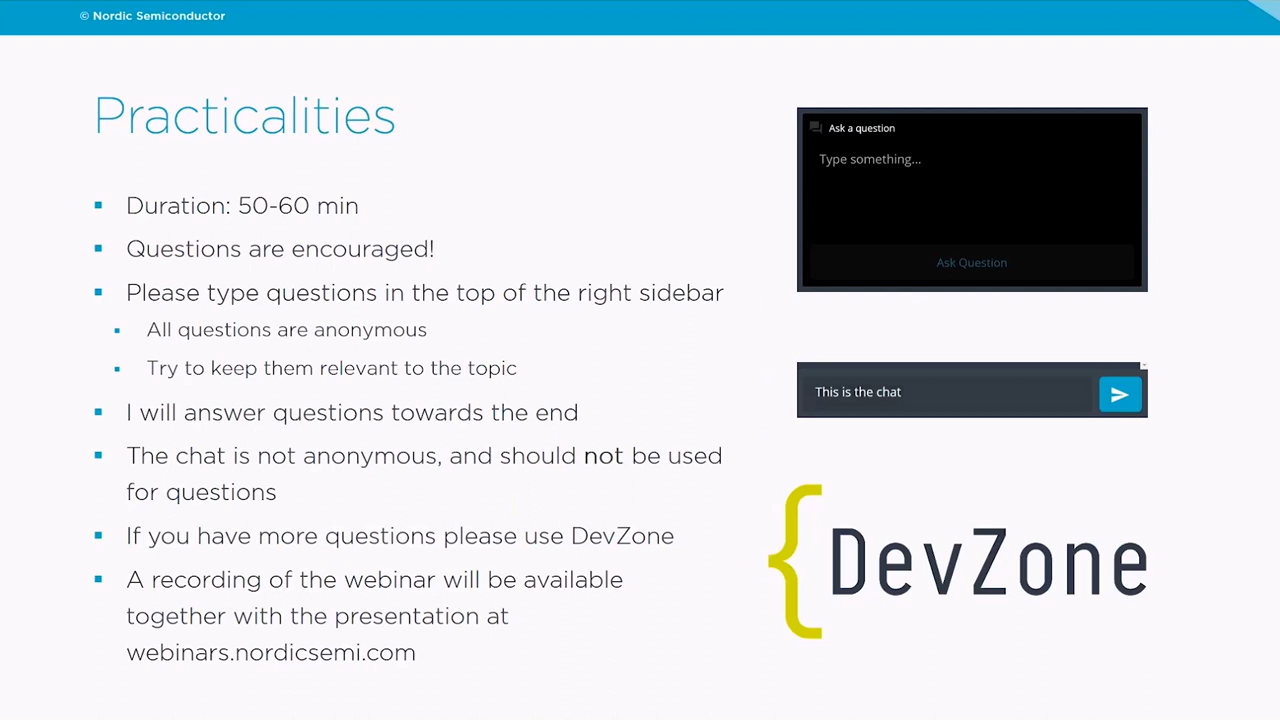 © Nordic Semiconductor
Practicalities
▪ Duration: 50-60 min
▪ Questions are encouraged!
▪ Please type questions in the top of the right sidebar
▪ All questions are anonymous
▪ Try to keep them relevant to the topic
▪ I will answer questions towards the end
▪ The chat is not anonymous, and should not be used
for questions
▪ If you have more questions please use DevZone
▪ A recording of the webinar will be available
together with the presentation at
webinars.nordicsemi.com
Ask a question
Type something...
Ask Question
This is the chat
{ DevZone